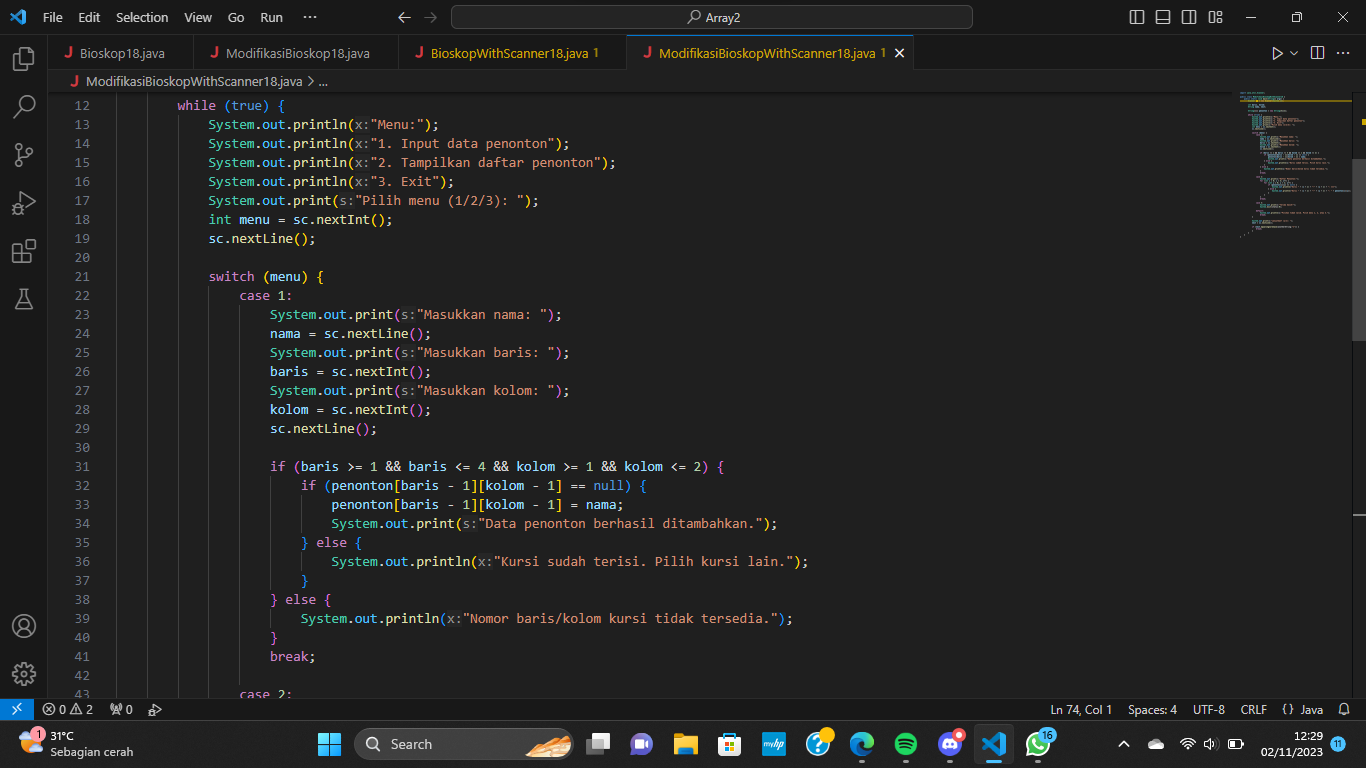 File Edit Selection View Go Run ··· Array2
Bioskop18.java ModifikasiBioskop18.java BioskopWithScanner18.java 1 ModifikasiBioskopWithScanner18.java 1
ModifikasiBioskopWithScanner18.java > ...
12 while (true) {
13 System.out.println(x:"Menu:");
14 System.out.println(x:"1. Input data penonton");
15 System.out.println(x:"2. Tampilkan daftar penonton");
16 System.out.println(x:"3. Exit");
17 System.out.print(s:"Pilih menu (1/2/3): ");
18 int menu = sc.nextInt();
19 sc.nextLine();
20
21 switch (menu) {
22 case 1:
23 System.out.print(s:"Masukkan nama: ");
24 nama = sc.nextLine();
25 System.out.print(s:"Masukkan baris: ");
26 baris = sc.nextInt();
27 System.out.print(s:"Masukkan kolom: ");
28 kolom = sc.nextInt();
29 sc.nextLine();
30
31 if (baris >= 1 && baris <= 4 && kolom >= 1 && kolom <= 2) {
32 if (penonton[baris - 1][kolom - 1] == null) {
33 penonton[baris - 1][kolom - 1] = nama;
34 System.out.print(s:"Data penonton berhasil ditambahkan.");
35 } else {
36 System.out.println(x:"Kursi sudah terisi. Pilih kursi lain.");
37 }
38 } else {
39 System.out.println(x:"Nomor baris/kolom kursi tidak tersedia.");
40 }
41 break;
42
43 case 2:
0 2 0 Ln 74, Col 1 Spaces: 4 UTF-8 CRLF {} Java
1 31°C Search myhp 16 12:29
Sebagian cerah 02/11/2023 11